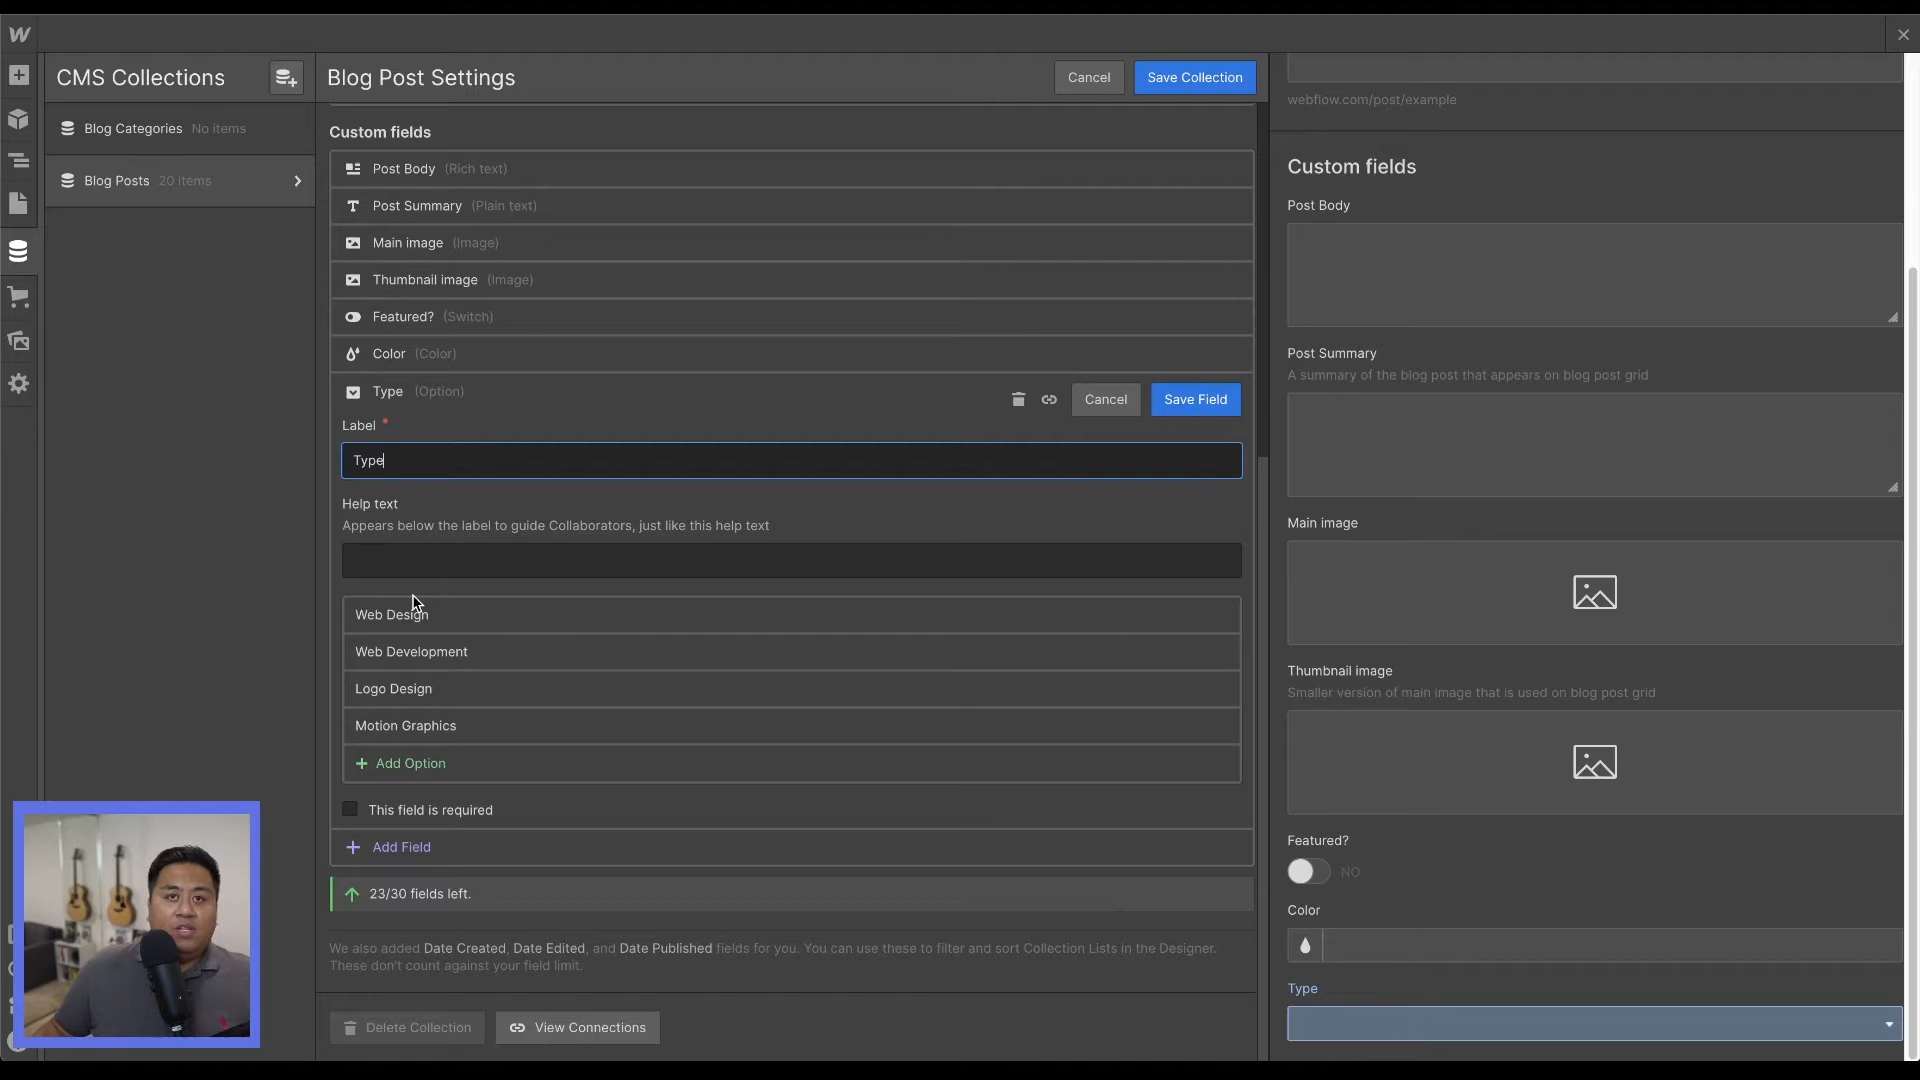 CMS Collections
Blog Post Settings
Cancel
Save Collection
Blog Categories No items
Blog Posts 20 items
Custom fields
Post Body (Rich text)
Post Summary (Plain text)
Main image (Image)
Thumbnail image (Image)
Featured? (Switch)
Color (Color)
Type (Option)
Cancel
Save Field
Label *
Type
Help text
Appears below the label to guide Collaborators, just like this help text
Web Design
Web Development
Logo Design
Motion Graphics
+ Add Option
This field is required
+ Add Field
23/30 fields left.
We also added Date Created, Date Edited, and Date Published fields for you. You can use these to filter and sort Collection Lists in the Designer.
These don't count against your field limit.
Delete Collection
View Connections
webflow.com/post/example
Custom fields
Post Body
Post Summary
A summary of the blog post that appears on blog post grid
Main image
Thumbnail image
Smaller version of main image that is used on blog post grid
Featured?
NO
Color
Type